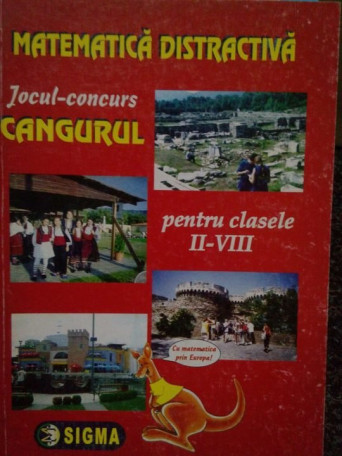 MATEMATICĂ DISTRACTIVĂ
Jocul-concurs
CANGURUL
pentru clasele
II-VIII
Cu matematica
prin Europa!
SIGMA